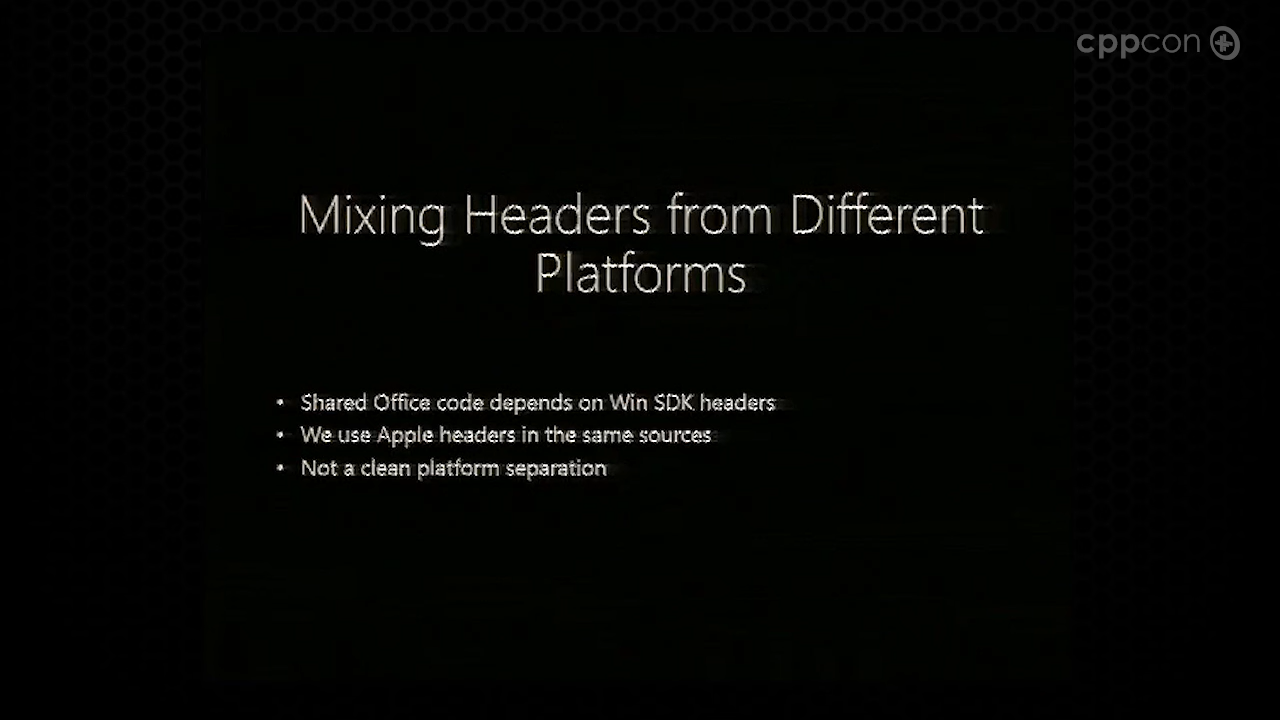 cppcon
Mixing Headers from Different
Platforms
• Shared Office code depends on Win SDK headers
• We use Apple headers in the same sources
• Not a clean platform separation